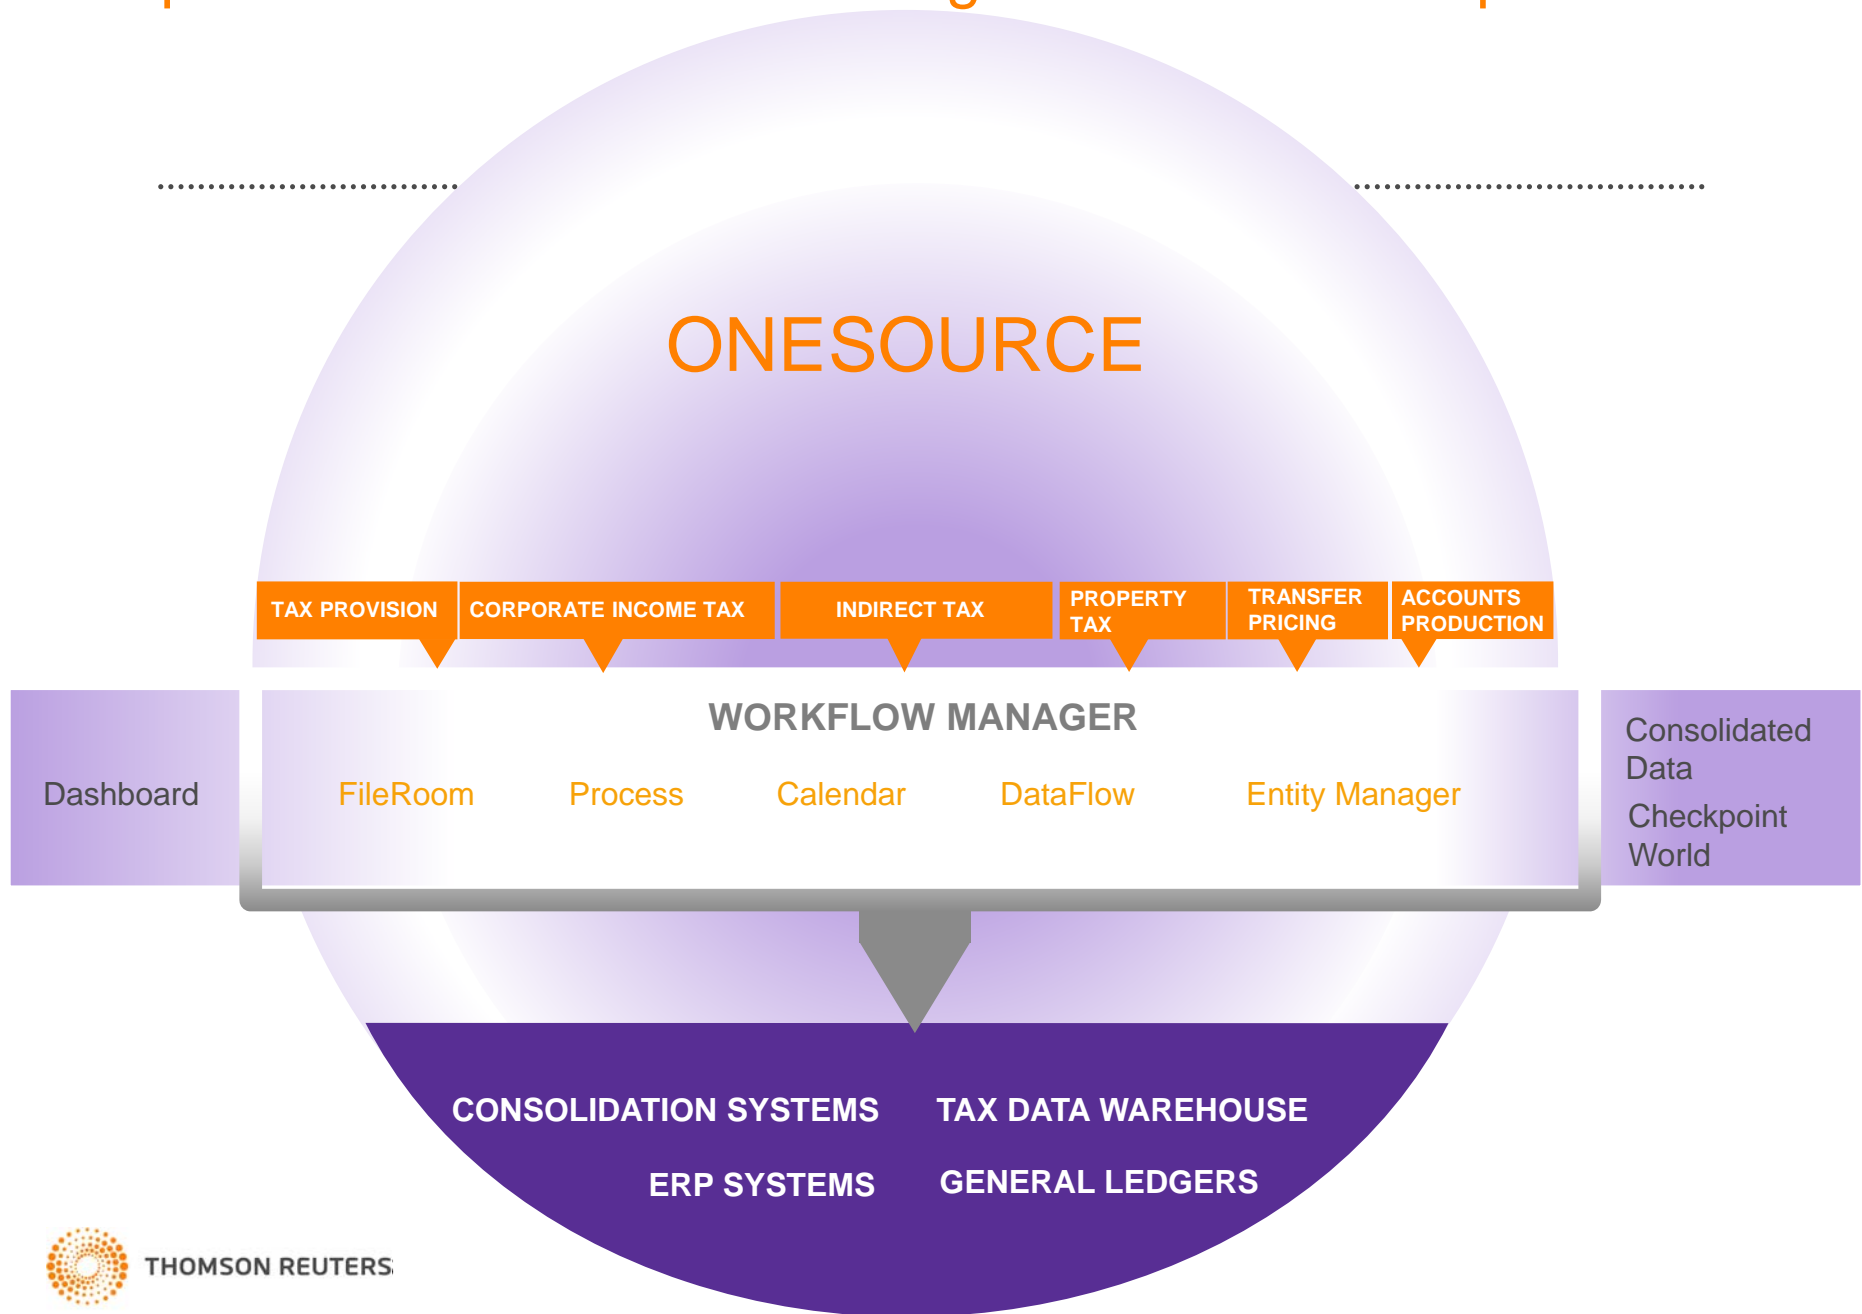 ONESOURCE
TAX PROVISION
CORPORATE INCOME TAX
INDIRECT TAX
PROPERTY
TAX
TRANSFER
PRICING
ACCOUNTS
PRODUCTION
WORKFLOW MANAGER
Dashboard
FileRoom
Process
Calendar
DataFlow
Entity Manager
Consolidated
Data
Checkpoint
World
CONSOLIDATION SYSTEMS
TAX DATA WAREHOUSE
ERP SYSTEMS
GENERAL LEDGERS
THOMSON REUTERS